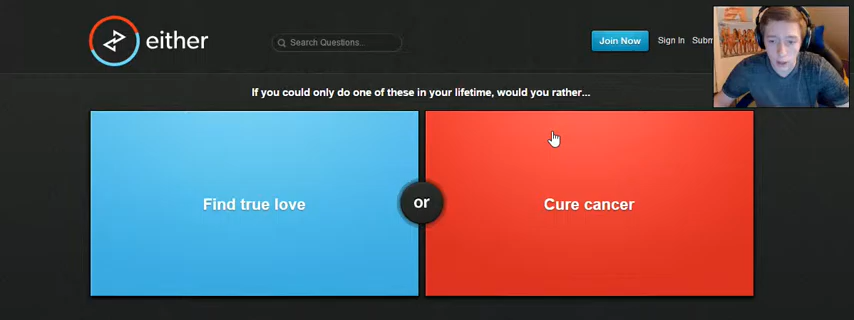 either
Search Questions...
Join Now
Sign In
Subm
If you could only do one of these in your lifetime, would you rather...
Find true love
or
Cure cancer